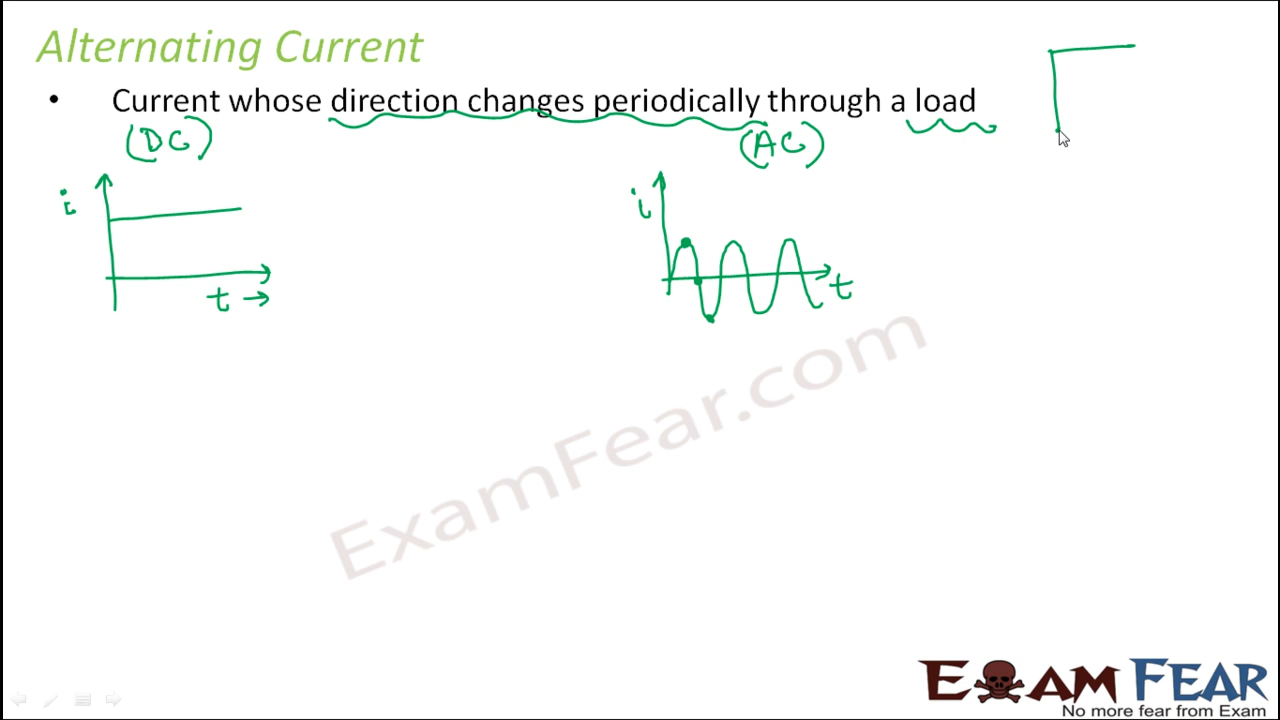 Alternating Current
• Current whose direction changes periodically through a load
(DC)
(AC)
i
i
t →
t
ExamFear.com
EXAM FEAR
No more fear from Exam